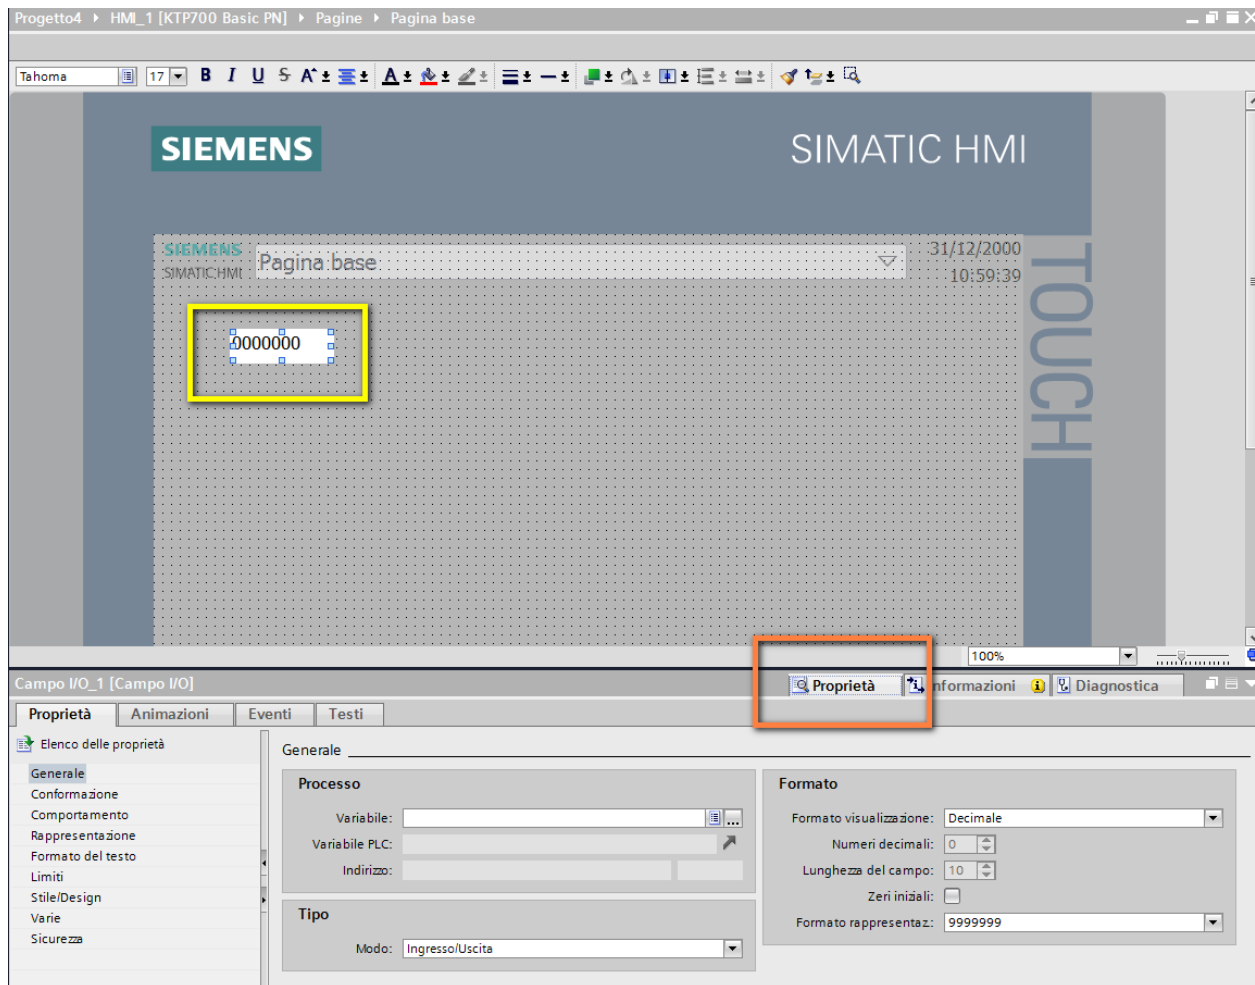 Progetto4 ▸ HMI_1 [KTP700 Basic PN] ▸ Pagine ▸ Pagina base
Tahoma 17 B I U S A A
SIEMENS SIMATIC HMI
SIEMENS 31/12/2000
SIMATIC HMI Pagina base 10:59:39
TOUCH
0000000
100%
Campo I/O_1 [Campo I/O] Proprietà Informazioni Diagnostica
Proprietà Animazioni Eventi Testi
Elenco delle proprietà
Generale
Conformazione
Comportamento
Rappresentazione
Formato del testo
Limiti
Stile/Design
Varie
Sicurezza
Generale
Processo
Variabile: ...
Variabile PLC:
Indirizzo:
Tipo
Modo: Ingresso/Uscita
Formato
Formato visualizzazione: Decimale
Numeri decimali: 0
Lunghezza del campo: 10
Zeri iniziali:
Formato rappresentaz.: 9999999